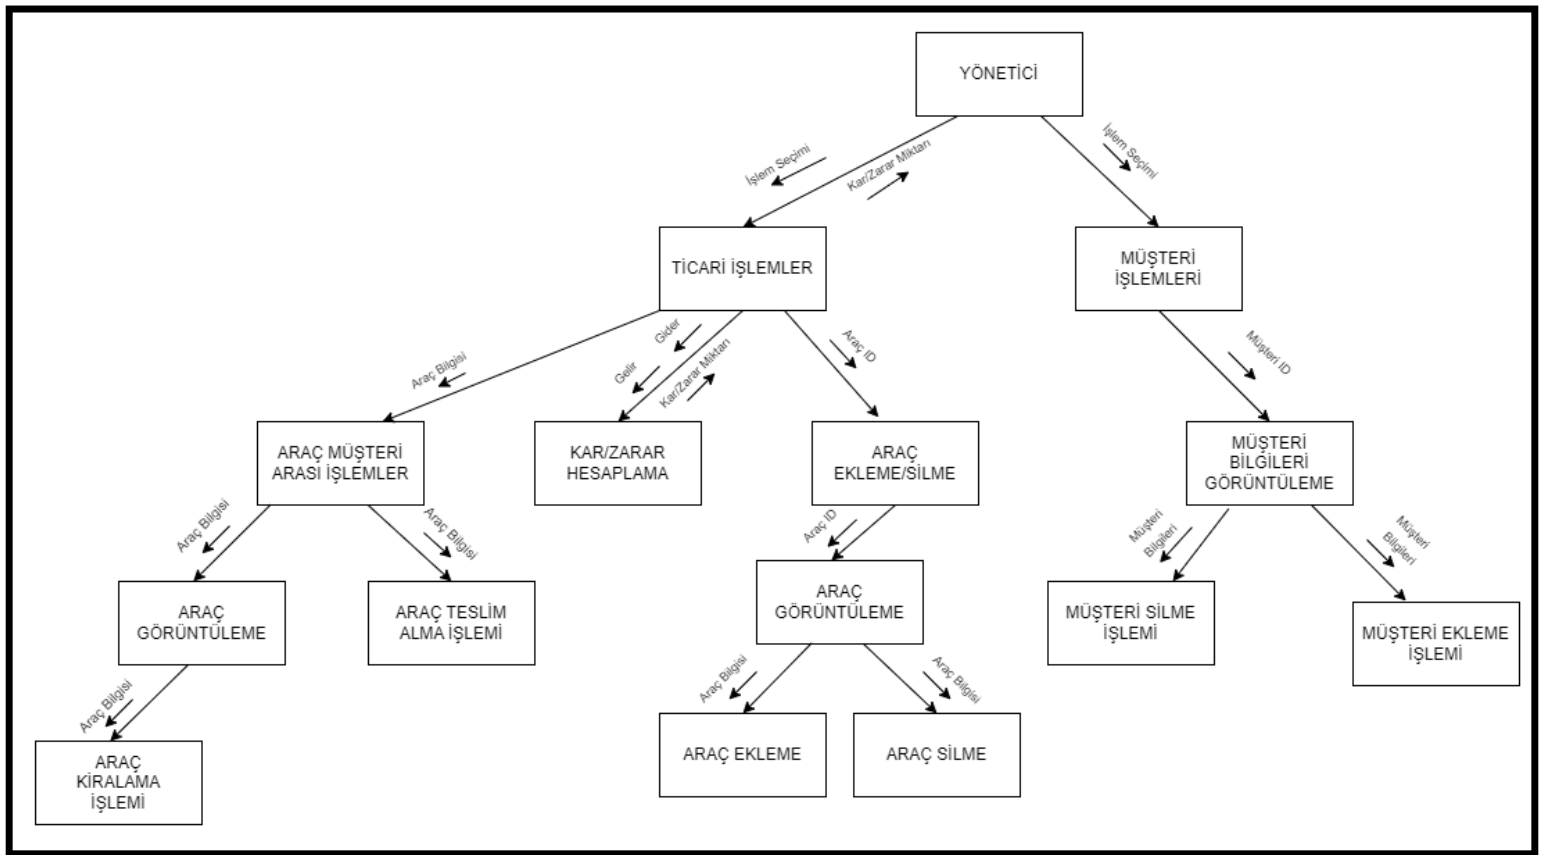 YÖNETİCİ
İşlem Seçimi
Kar/Zarar Miktarı
İşlem Seçimi
TİCARİ İŞLEMLER
MÜŞTERİ
İŞLEMLERİ
Araç Bilgisi
Gider
Gelir
Kar/Zarar Miktarı
Araç ID
Müşteri ID
ARAÇ MÜŞTERİ
ARASI İŞLEMLER
KAR/ZARAR
HESAPLAMA
ARAÇ
EKLEME/SİLME
MÜŞTERİ
BİLGİLERİ
GÖRÜNTÜLEME
Araç Bilgisi
Araç Bilgisi
Araç ID
Müşteri
Bilgileri
Müşteri
Bilgileri
ARAÇ
GÖRÜNTÜLEME
ARAÇ TESLİM
ALMA İŞLEMİ
ARAÇ
GÖRÜNTÜLEME
MÜŞTERİ SİLME
İŞLEMİ
MÜŞTERİ EKLEME
İŞLEMİ
Araç Bilgisi
Araç Bilgisi
Araç Bilgisi
ARAÇ
KİRALAMA
İŞLEMİ
ARAÇ EKLEME
ARAÇ SİLME